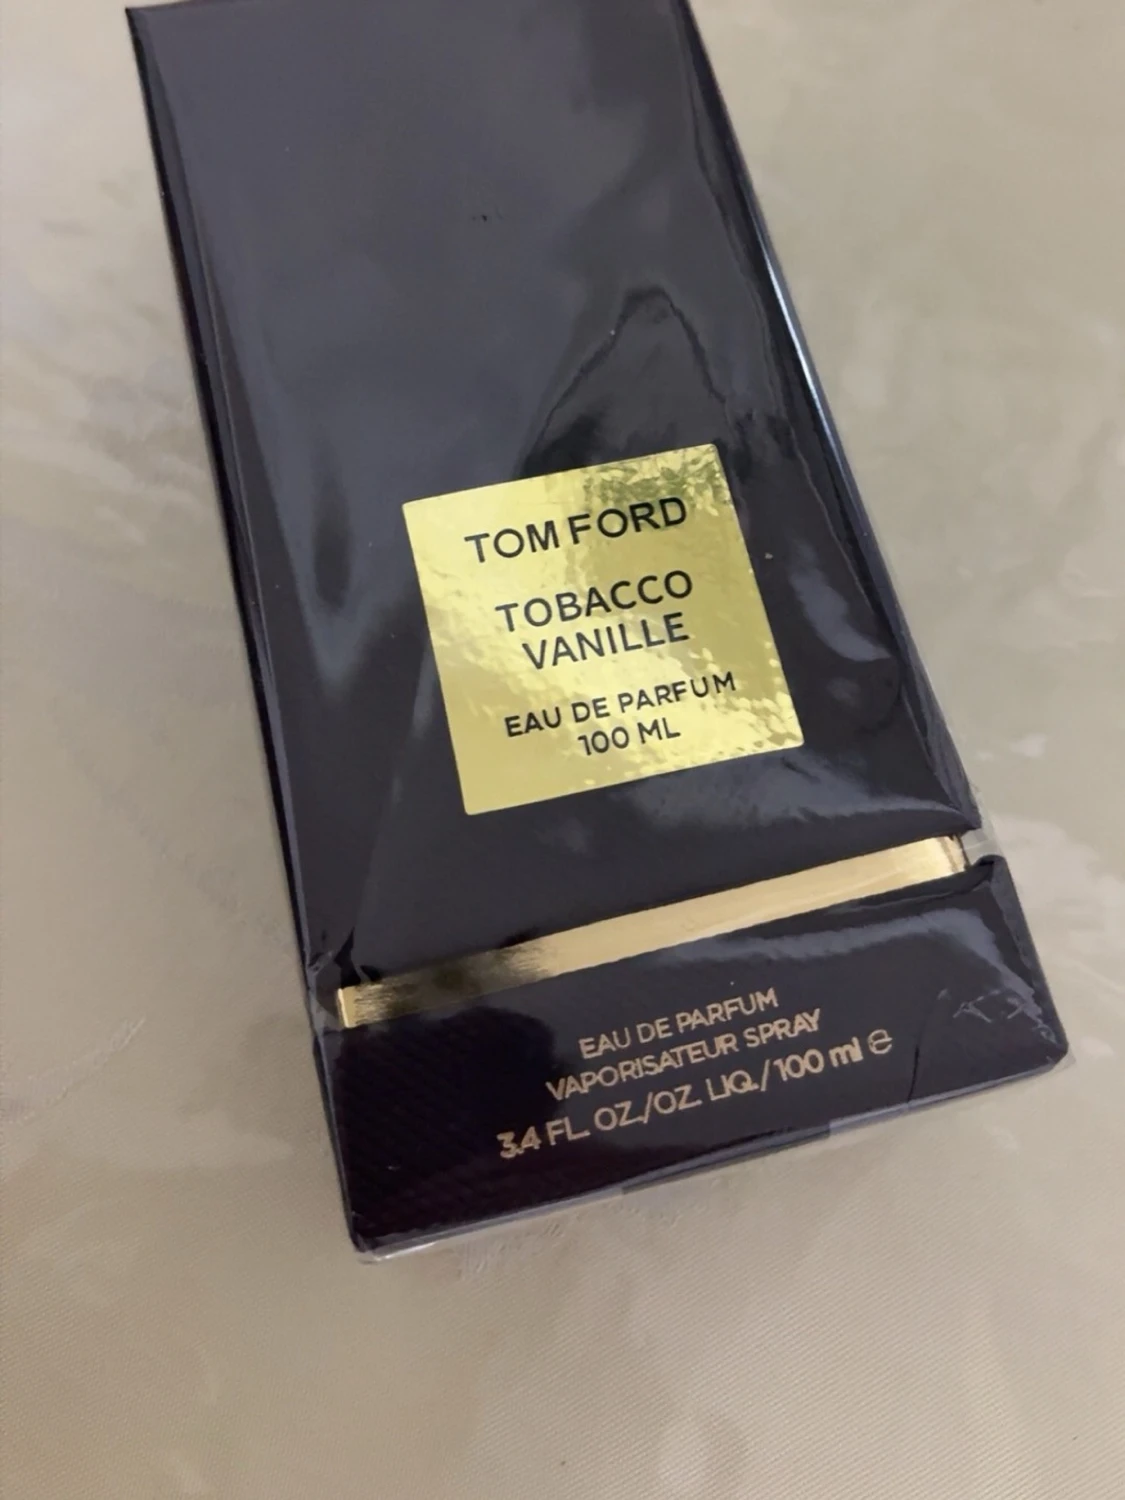 TOM FORD
TOBACCO
VANILLE
EAU DE PARFUM
100 ML
EAU DE PARFUM
VAPORISATEUR SPRAY
3.4 FL. OZ./OZ. LIQ./100 ml ℮